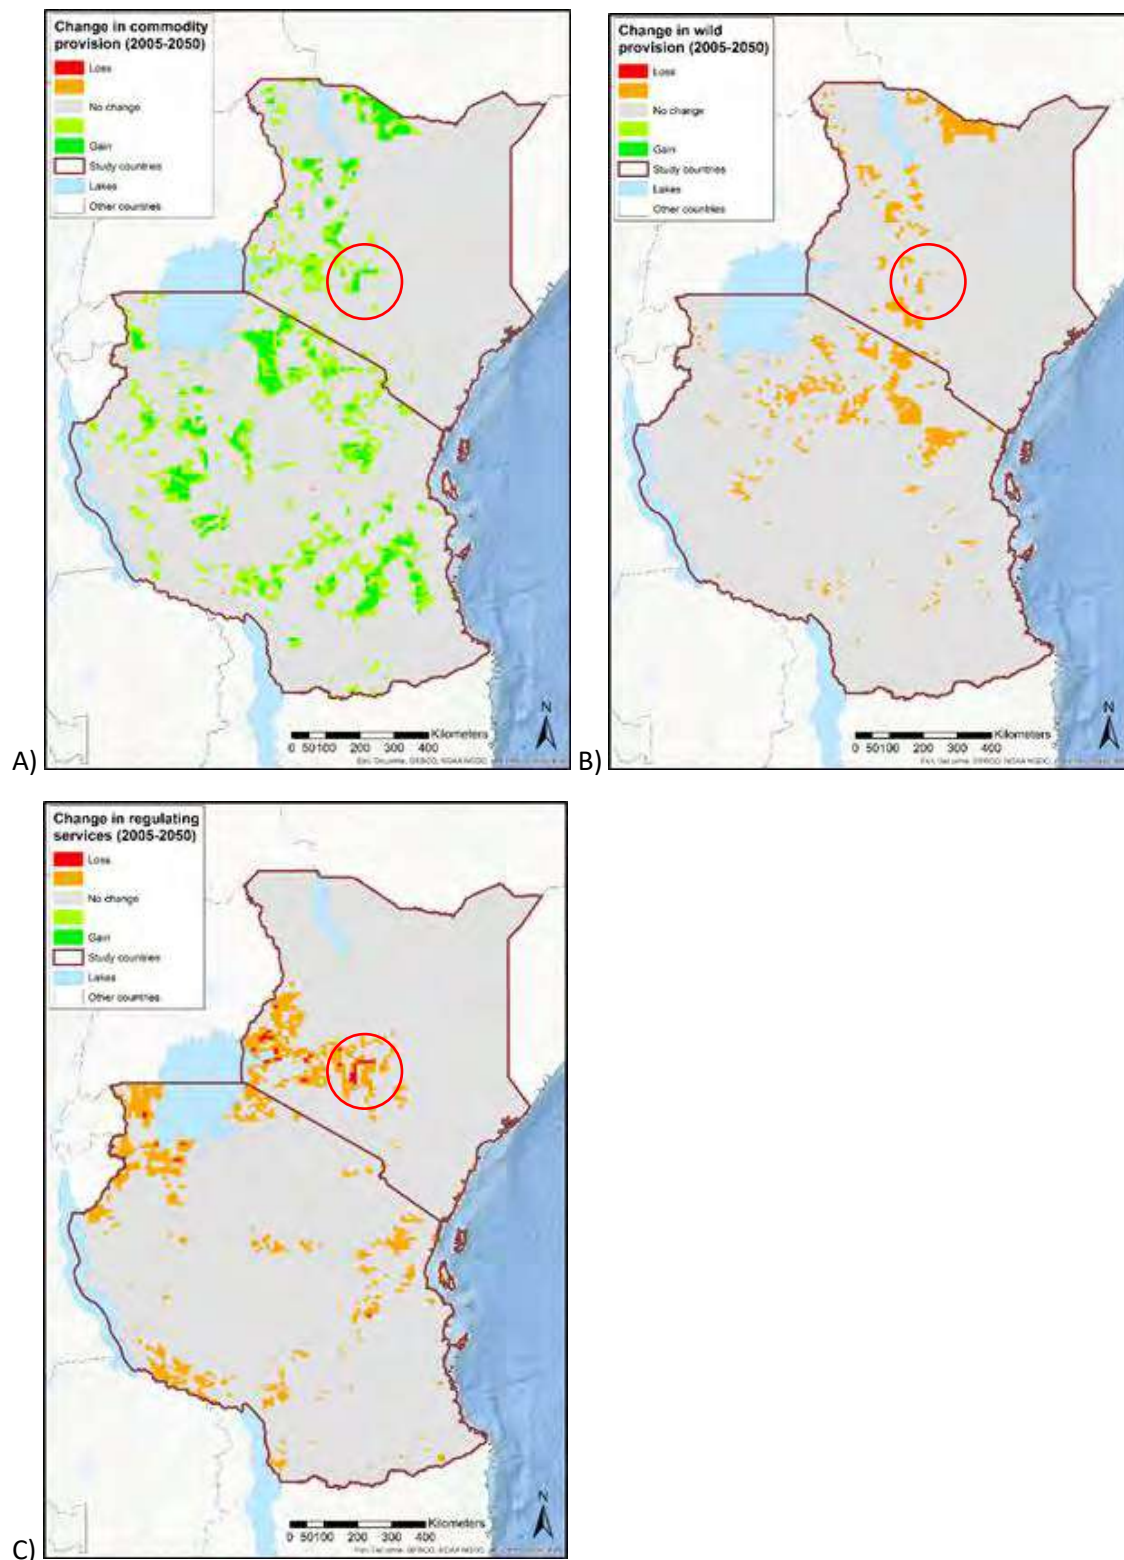 Change in commodity
provision (2005-2050)
Loss
No change
Gain
Study countries
Lakes
Other countries
N
Kilometers
0 50100 200 300 400
A)
Change in wild
provision (2005-2050)
Loss
No change
Gain
Study countries
Lakes
Other countries
N
Kilometers
0 50100 200 300 400
B)
Change in regulating
services (2005-2050)
Loss
No change
Gain
Study countries
Lakes
Other countries
N
Kilometers
0 50100 200 300 400
C)